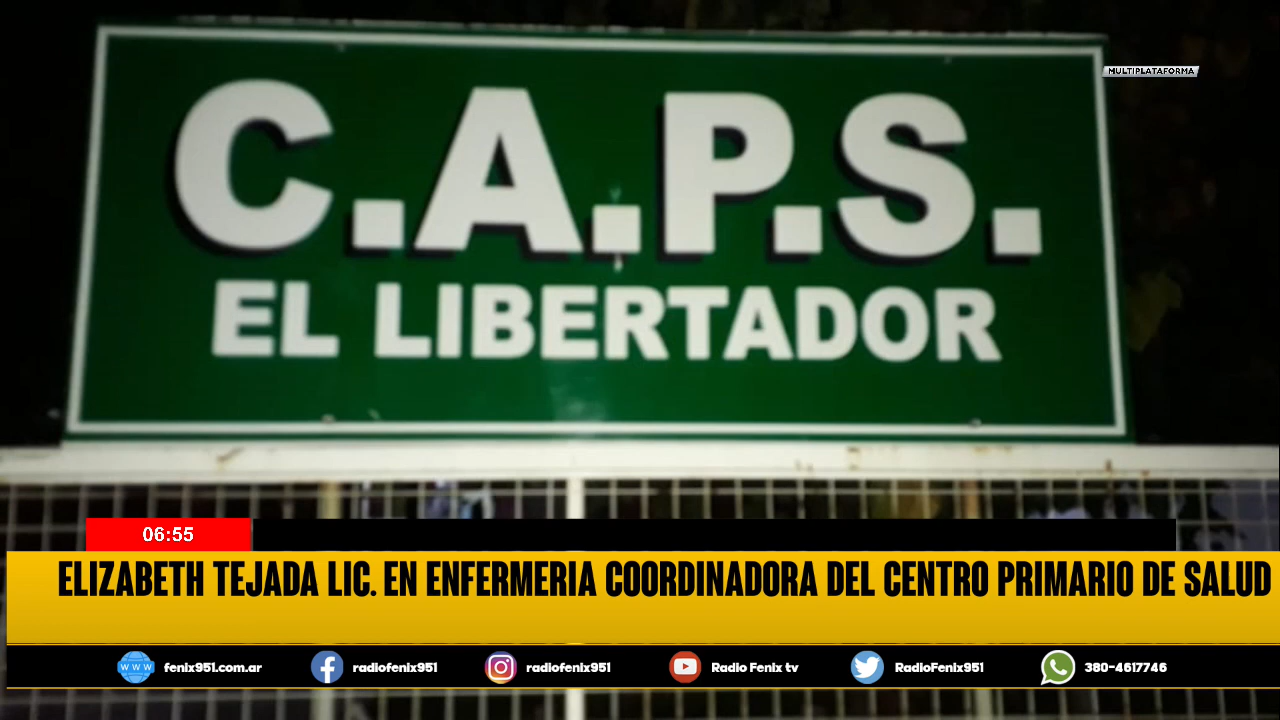 MULTIPLATAFORMA
C.A.P.S.
EL LIBERTADOR
06:55
ELIZABETH TEJADA LIC. EN ENFERMERIA COORDINADORA DEL CENTRO PRIMARIO DE SALUD
WWW fenix951.com.ar radiofenix951 radiofenix951 Radio Fenix tv RadioFenix951 380-4617746